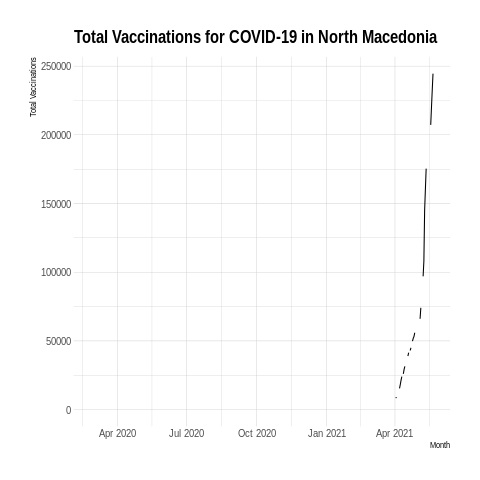 Total Vaccinations for COVID-19 in North Macedonia
Total Vaccinations
250000
200000
150000
100000
50000
0
Apr 2020 Jul 2020 Oct 2020 Jan 2021 Apr 2021
Month